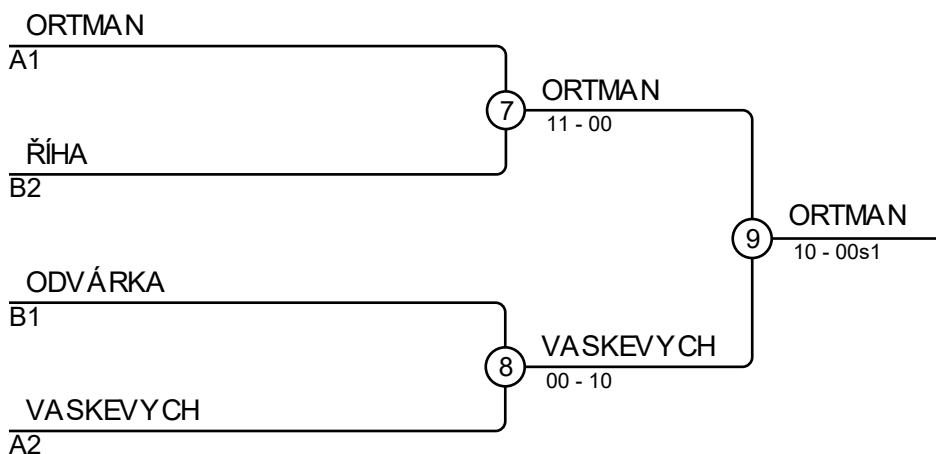 ORTMAN
A1
7
ORTMAN
11 - 00
ŘÍHA
B2
9
ORTMAN
10 - 00s1
ODVÁRKA
B1
8
VASKEVYCH
00 - 10
VASKEVYCH
A2